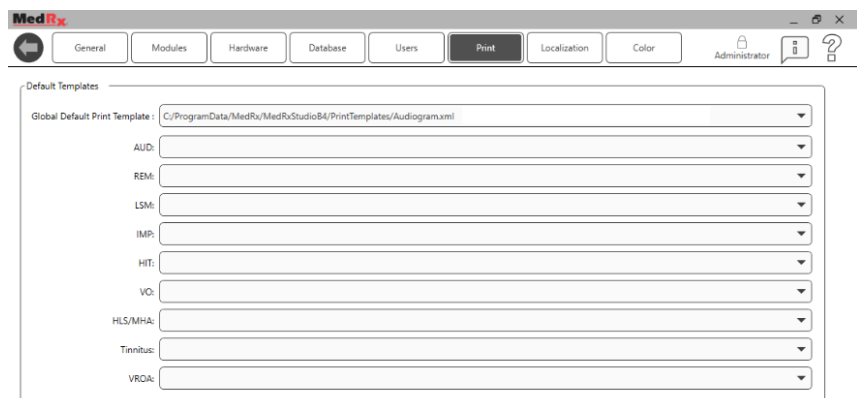 MedRx
General Modules Hardware Database Users Print Localization Color Administrator
Default Templates
Global Default Print Template : C:/ProgramData/MedRx/MedRxStudioB4/PrintTemplates/Audiogram.xml
AUD:
REM:
LSM:
IMP:
HIT:
VO:
HLS/MHA:
Tinnitus:
VROA: